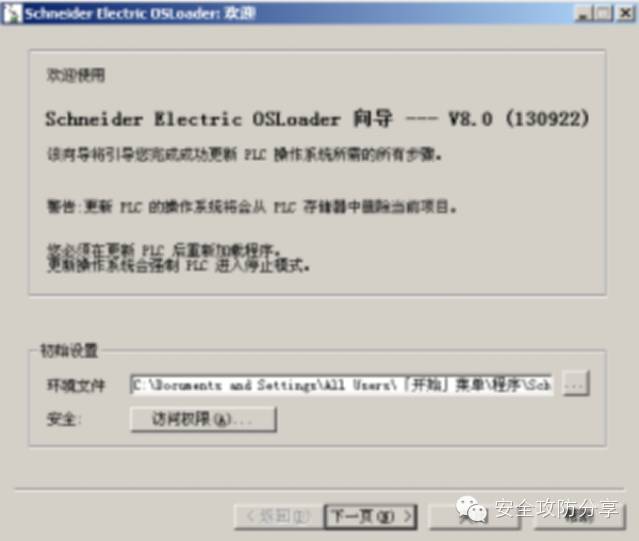 Schneider Electric OSLoader: 欢迎
欢迎使用
Schneider Electric OSLoader 向导 --- V8.0 (130922)
该向导将引导您完成成功更新 PLC 操作系统所需的所有步骤。
警告:更新 PLC 的操作系统将会从 PLC 存储器中删除当前项目。
您必须在更新 PLC 后重新加载程序。
更新操作系统会强制 PLC 进入停止模式。
初始设置
环境文件 C:\Documents and Settings\All Users\「开始」菜单\程序\Sch ...
安全: 访问权限(A)...
< 返回(B) 下一页(N) >
安全攻防分享